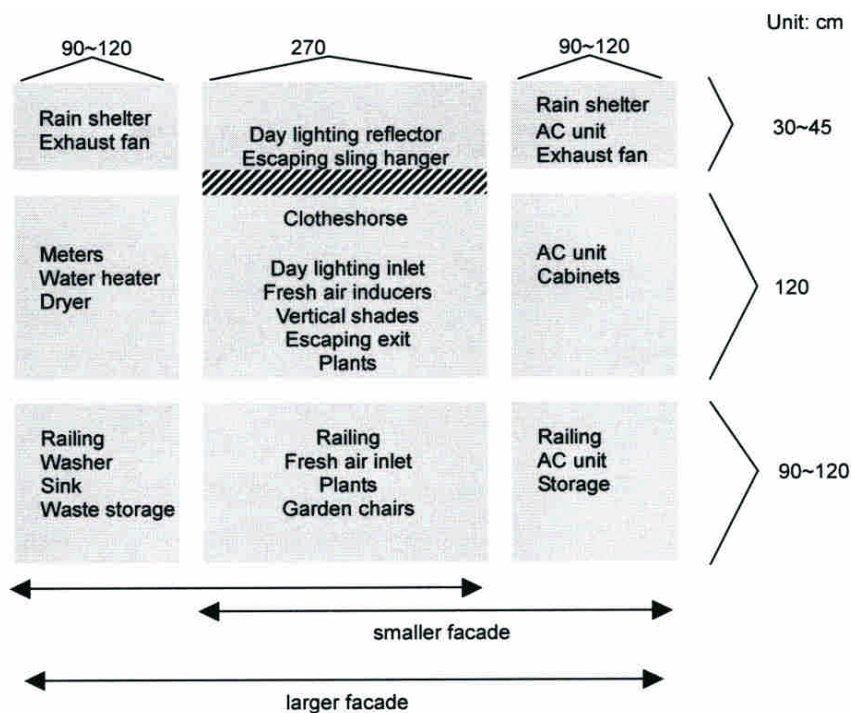 Unit: cm
90~120
270
90~120
Rain shelter
Exhaust fan
Day lighting reflector
Escaping sling hanger
Rain shelter
AC unit
Exhaust fan
30~45
Meters
Water heater
Dryer
Clotheshorse
Day lighting inlet
Fresh air inducers
Vertical shades
Escaping exit
Plants
AC unit
Cabinets
120
Railing
Washer
Sink
Waste storage
Railing
Fresh air inlet
Plants
Garden chairs
Railing
AC unit
Storage
90~120
smaller facade
larger facade